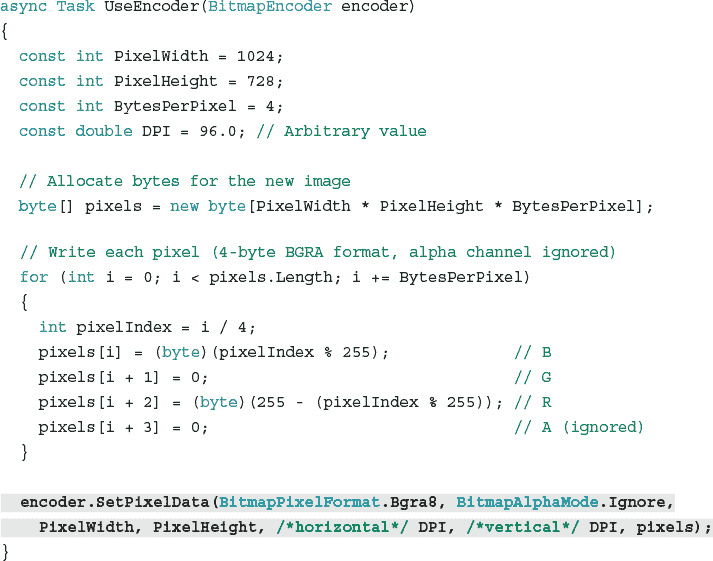 async Task UseEncoder(BitmapEncoder encoder)
{
  const int PixelWidth = 1024;
  const int PixelHeight = 728;
  const int BytesPerPixel = 4;
  const double DPI = 96.0; // Arbitrary value

  // Allocate bytes for the new image
  byte[] pixels = new byte[PixelWidth * PixelHeight * BytesPerPixel];

  // Write each pixel (4-byte BGRA format, alpha channel ignored)
  for (int i = 0; i < pixels.Length; i += BytesPerPixel)
  {
    int pixelIndex = i / 4;
    pixels[i] = (byte)(pixelIndex % 255);             // B
    pixels[i + 1] = 0;                                // G
    pixels[i + 2] = (byte)(255 - (pixelIndex % 255)); // R
    pixels[i + 3] = 0;                                // A (ignored)
  }

  encoder.SetPixelData(BitmapPixelFormat.Bgra8, BitmapAlphaMode.Ignore,
    PixelWidth, PixelHeight, /*horizontal*/ DPI, /*vertical*/ DPI, pixels);
}